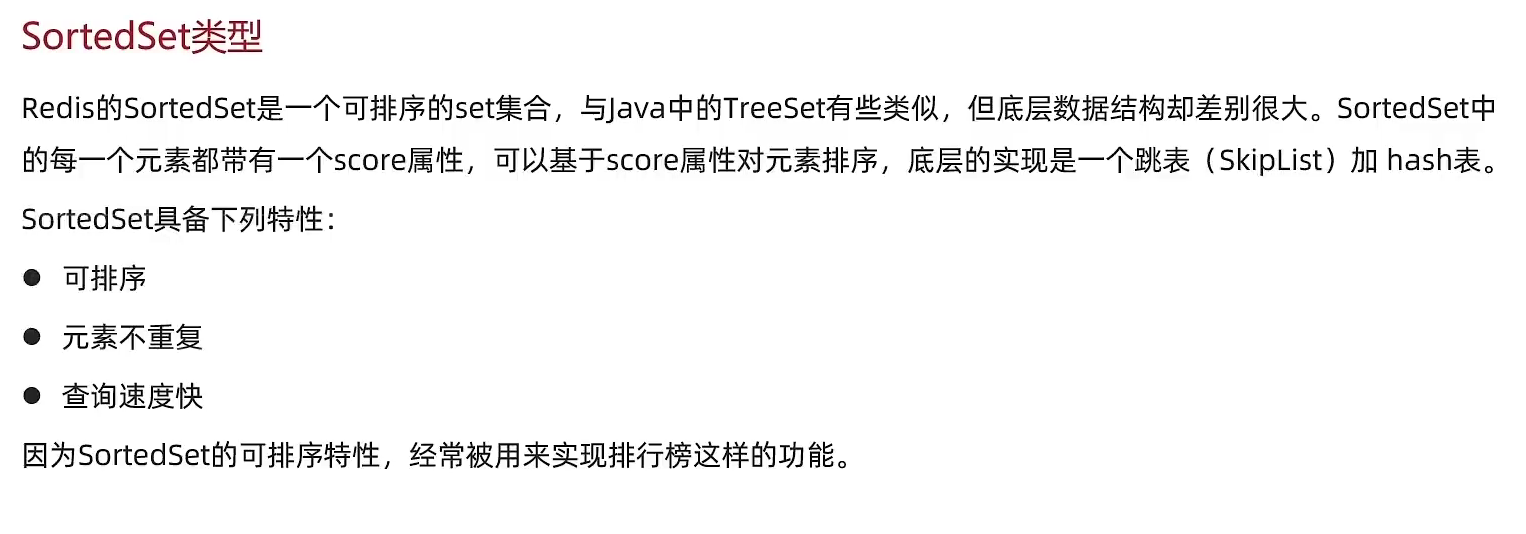 SortedSet类型
Redis的SortedSet是一个可排序的set集合，与Java中的TreeSet有些类似，但底层数据结构却差别很大。SortedSet中
的每一个元素都带有一个score属性，可以基于score属性对元素排序，底层的实现是一个跳表（SkipList）加 hash表。
SortedSet具备下列特性：
● 可排序
● 元素不重复
● 查询速度快
因为SortedSet的可排序特性，经常被用来实现排行榜这样的功能。